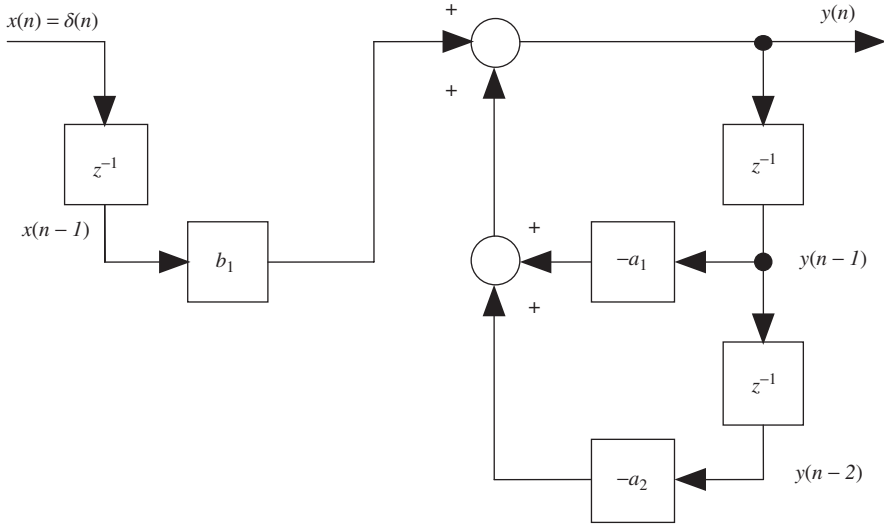 x(n) = δ(n)
+
y(n)
+
z⁻¹
z⁻¹
x(n − 1)
b₁
+
−a₁
y(n − 1)
+
z⁻¹
−a₂
y(n − 2)